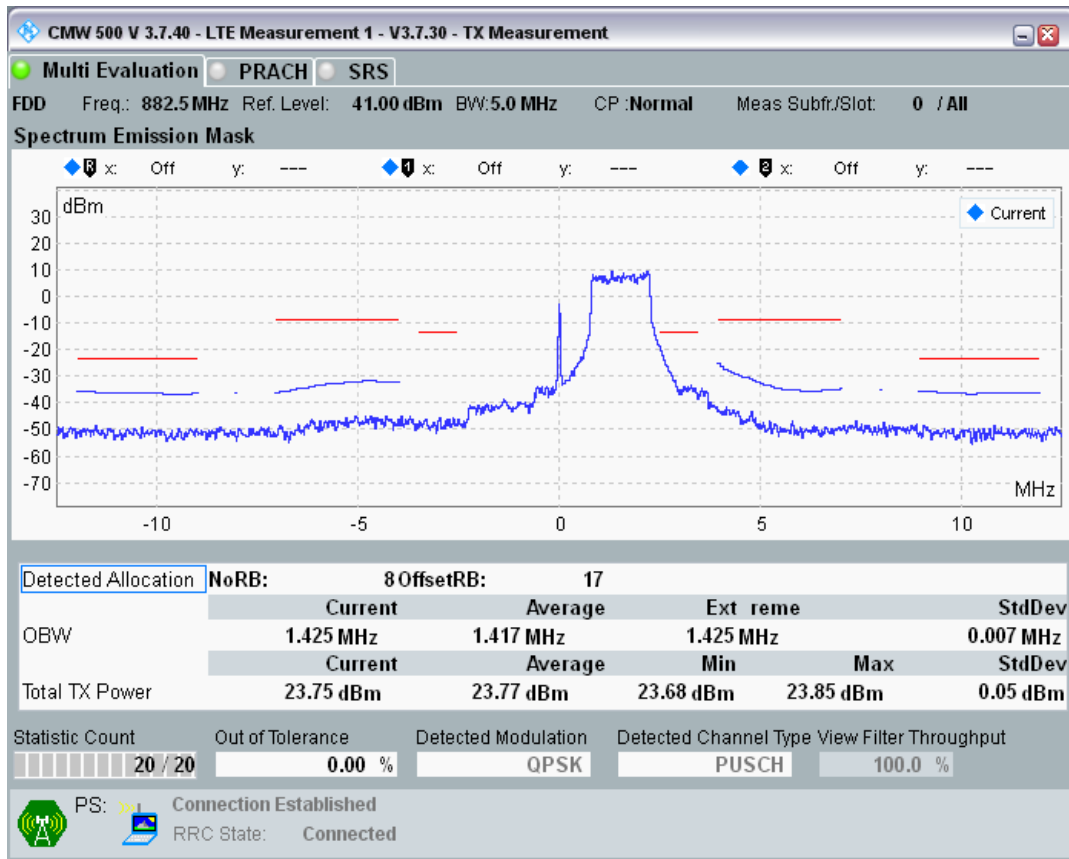 CMW 500 V 3.7.40 - LTE Measurement 1 - V3.7.30 - TX Measurement
Multi Evaluation PRACH SRS
FDD Freq.: 882.5 MHz Ref. Level: 41.00 dBm BW:5.0 MHz CP :Normal Meas Subfr./Slot: 0 / All
Spectrum Emission Mask
R x: Off y: --- 1 x: Off y: --- 2 x: Off y: ---
dBm
Current
30
20
10
0
-10
-20
-30
-40
-50
-60
-70
MHz
-10 -5 0 5 10
Detected Allocation NoRB: 8 OffsetRB: 17
Current Average Ext reme StdDev
OBW 1.425 MHz 1.417 MHz 1.425 MHz 0.007 MHz
Current Average Min Max StdDev
Total TX Power 23.75 dBm 23.77 dBm 23.68 dBm 23.85 dBm 0.05 dBm
Statistic Count Out of Tolerance Detected Modulation Detected Channel Type View Filter Throughput
20 / 20 0.00 % QPSK PUSCH 100.0 %
PS: Connection Established
RRC State: Connected